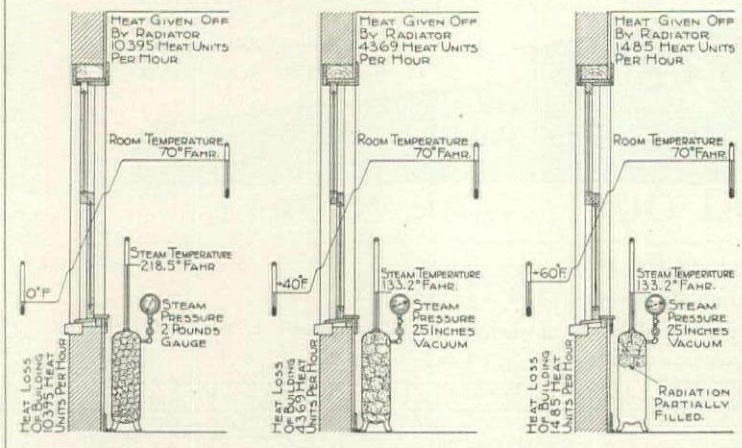 HEAT GIVEN OFF
BY RADIATOR
10395 HEAT UNITS
PER HOUR
ROOM TEMPERATURE
70° FAHR.
0°F
STEAM TEMPERATURE
218.5° FAHR
STEAM
PRESSURE
2 POUNDS
GAUGE
HEAT LOSS
OF BUILDING
10395 HEAT
UNITS PER HOUR
HEAT GIVEN OFF
BY RADIATOR
4369 HEAT UNITS
PER HOUR
ROOM TEMPERATURE
70° FAHR.
+40°F.
STEAM TEMPERATURE
133.2° FAHR.
STEAM
PRESSURE
25 INCHES
VACUUM
HEAT LOSS
OF BUILDING
4369 HEAT
UNITS PER HOUR
HEAT GIVEN OFF
BY RADIATOR
1485 HEAT UNITS
PER HOUR
ROOM TEMPERATURE
70° FAHR.
+60°F.
STEAM TEMPERATURE
133.2° FAHR.
STEAM
PRESSURE
25 INCHES
VACUUM
RADIATION
PARTIALLY
FILLED.
HEAT LOSS
OF BUILDING
1485 HEAT
UNITS PER HOUR